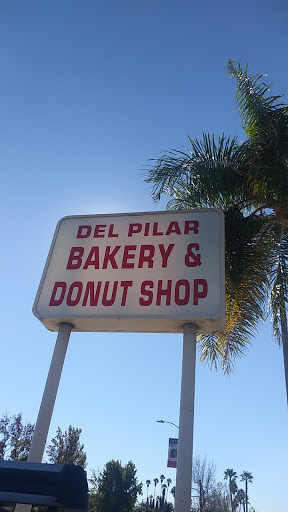 DEL PILAR
BAKERY &
DONUT SHOP